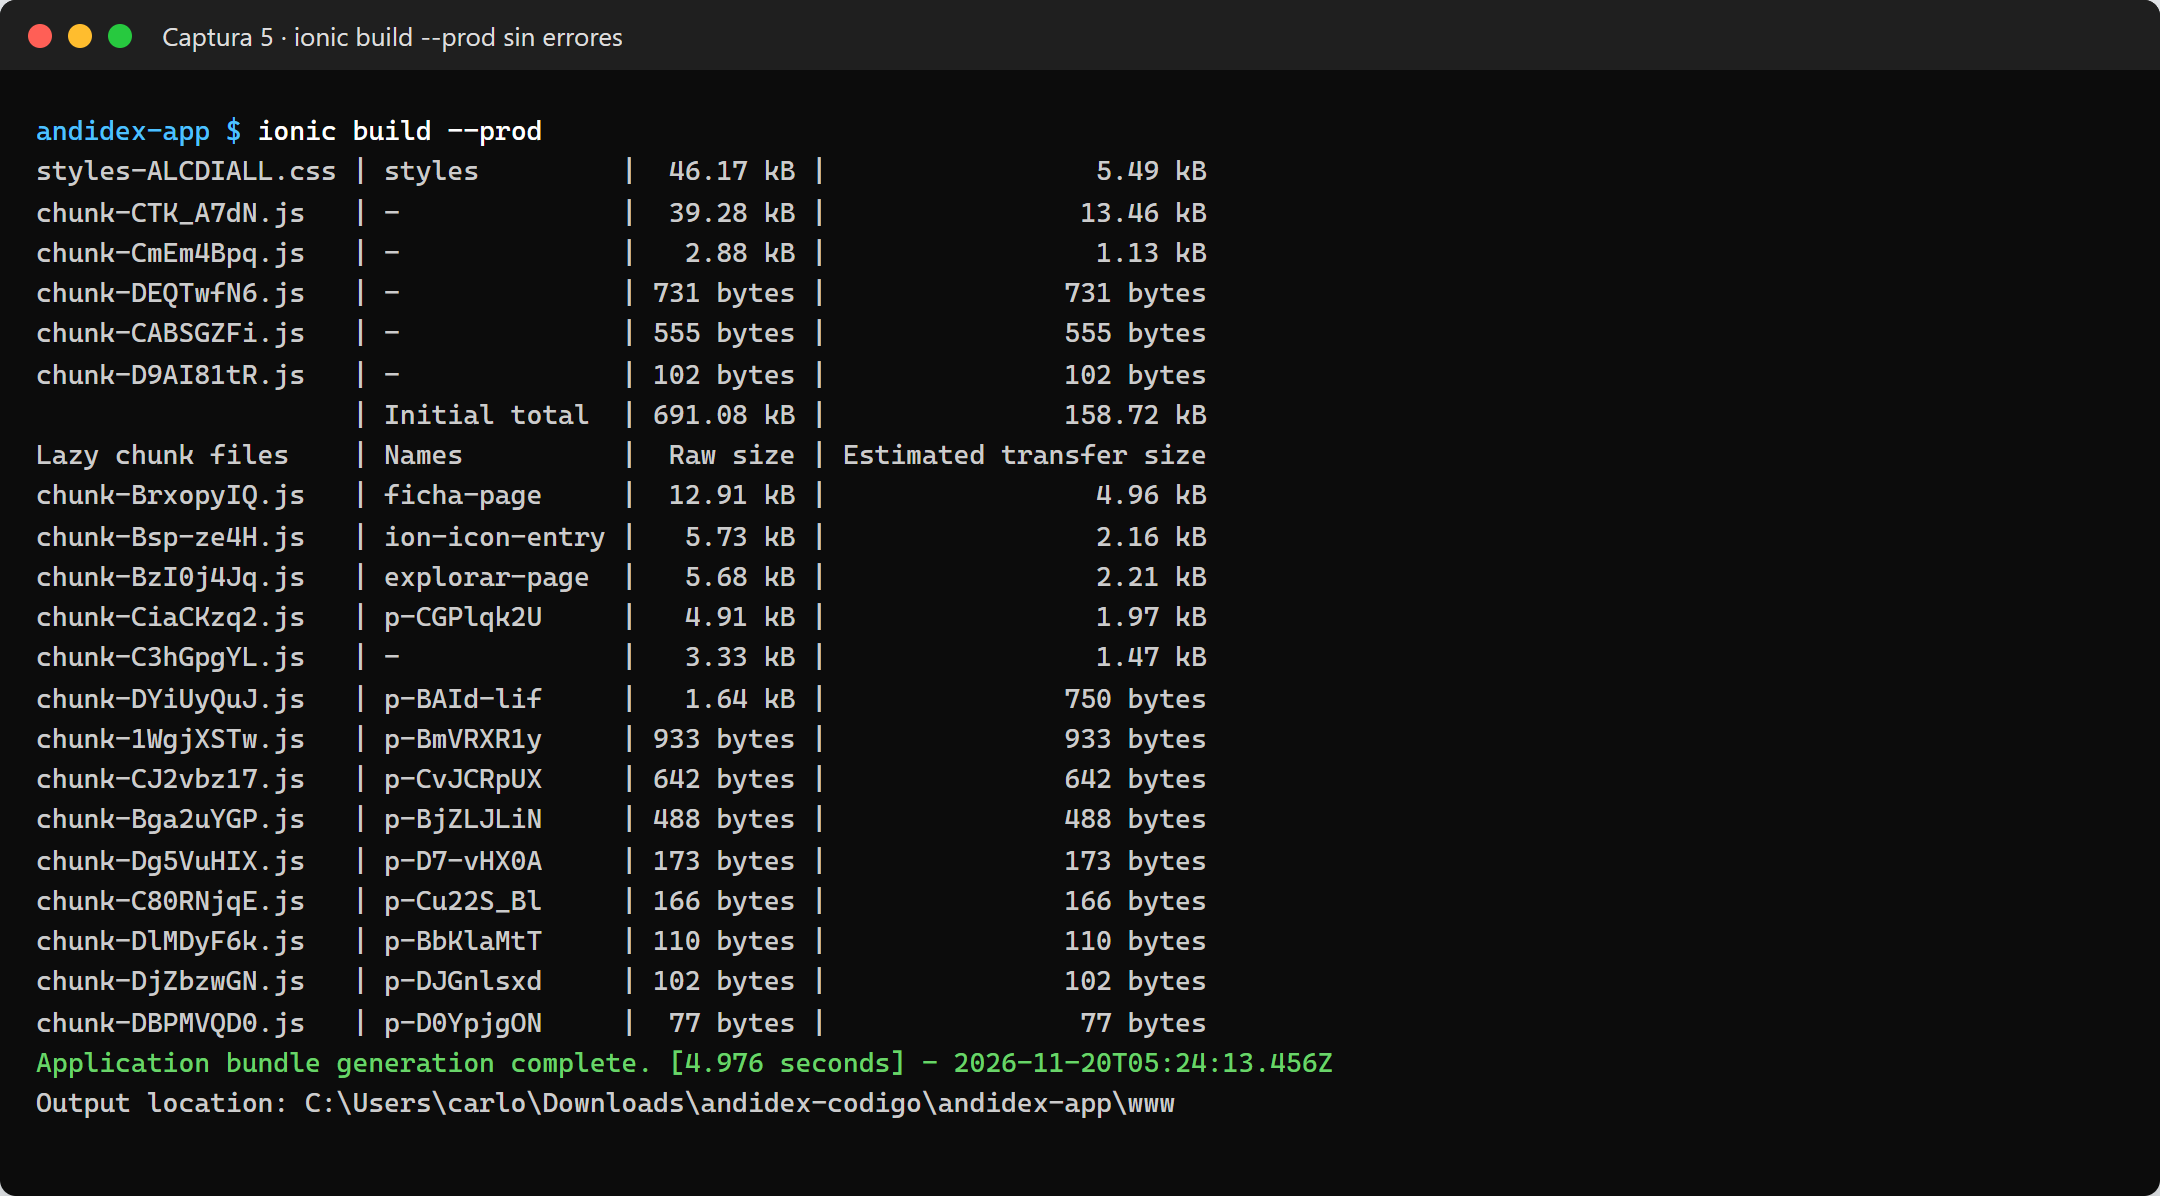 Captura 5 · ionic build --prod sin errores
andidex-app $ ionic build --prod
styles-ALCDIALL.css | styles | 46.17 kB | 5.49 kB
chunk-CTK_A7dN.js | - | 39.28 kB | 13.46 kB
chunk-CmEm4Bpq.js | - | 2.88 kB | 1.13 kB
chunk-DEQTwfN6.js | - | 731 bytes | 731 bytes
chunk-CABSGZFi.js | - | 555 bytes | 555 bytes
chunk-D9AI81tR.js | - | 102 bytes | 102 bytes
| Initial total | 691.08 kB | 158.72 kB
Lazy chunk files | Names | Raw size | Estimated transfer size
chunk-BrxopyIQ.js | ficha-page | 12.91 kB | 4.96 kB
chunk-Bsp-ze4H.js | ion-icon-entry | 5.73 kB | 2.16 kB
chunk-BzI0j4Jq.js | explorar-page | 5.68 kB | 2.21 kB
chunk-CiaCKzq2.js | p-CGPlqk2U | 4.91 kB | 1.97 kB
chunk-C3hGpgYL.js | - | 3.33 kB | 1.47 kB
chunk-DYiUyQuJ.js | p-BAId-lif | 1.64 kB | 750 bytes
chunk-1WgjXSTw.js | p-BmVRXR1y | 933 bytes | 933 bytes
chunk-CJ2vbz17.js | p-CvJCRpUX | 642 bytes | 642 bytes
chunk-Bga2uYGP.js | p-BjZLJLiN | 488 bytes | 488 bytes
chunk-Dg5VuHIX.js | p-D7-vHX0A | 173 bytes | 173 bytes
chunk-C80RNjqE.js | p-Cu22S_Bl | 166 bytes | 166 bytes
chunk-DlMDyF6k.js | p-BbKlaMtT | 110 bytes | 110 bytes
chunk-DjZbzwGN.js | p-DJGnlsxd | 102 bytes | 102 bytes
chunk-DBPMVQD0.js | p-D0YpjgON | 77 bytes | 77 bytes
Application bundle generation complete. [4.976 seconds] - 2026-11-20T05:24:13.456Z
Output location: C:\Users\carlo\Downloads\andidex-codigo\andidex-app\www